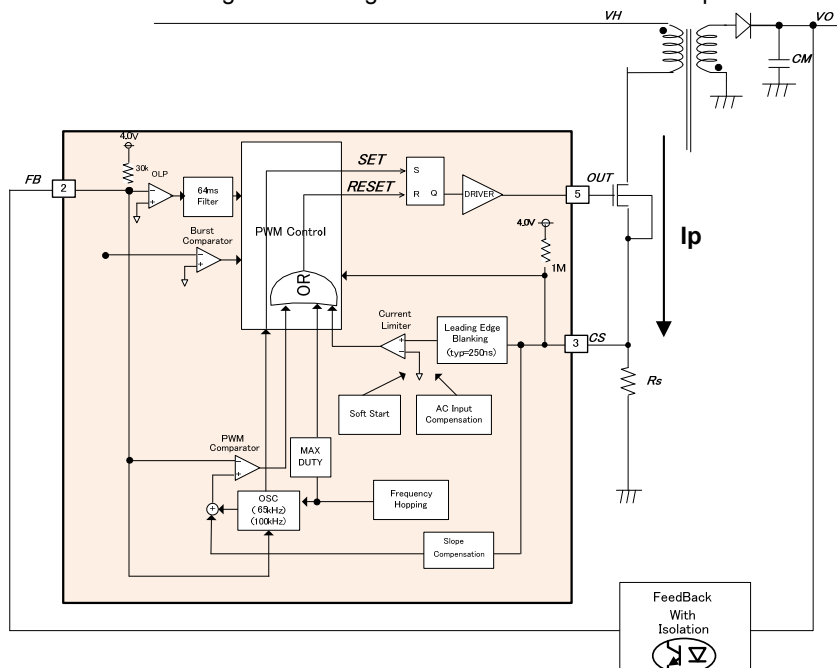 VH
VO
CM
4.0V
30k
OLP
FB
2
64ms
Filter
SET
RESET
S
R
Q
DRIVER
5
OUT
Ip
PWM Control
Burst
Comparator
4.0V
1M
OR
Current
Limiter
Leading Edge
Blanking
(typ=250ns)
3
CS
Rs
Soft Start
AC Input
Compensation
PWM
Comparator
MAX
DUTY
OSC
(65kHz)
(100kHz)
Frequency
Hopping
Slope
Compensation
FeedBack
With
Isolation